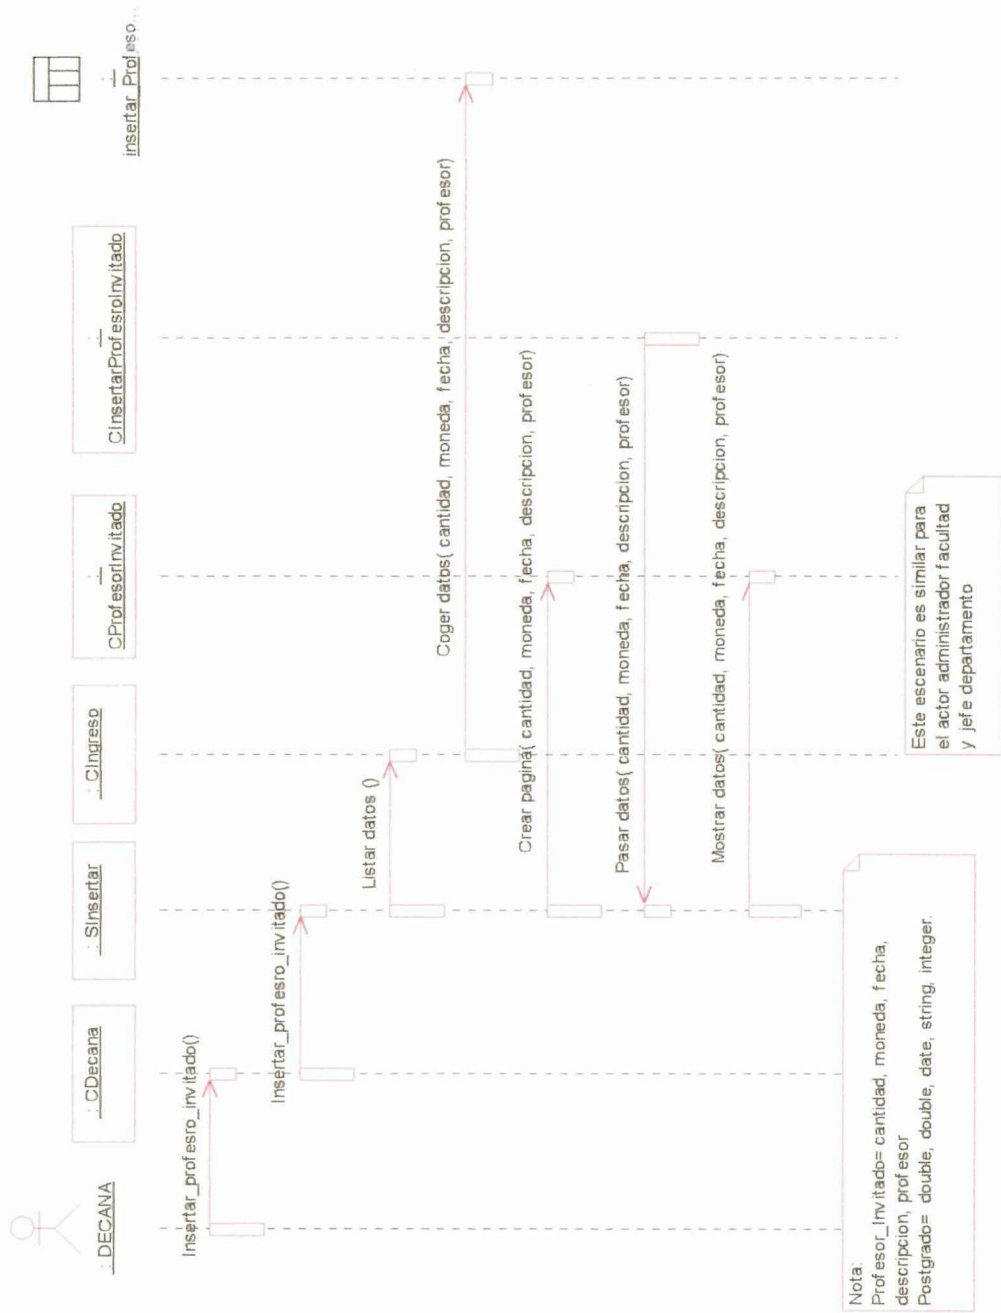 : DECANA
: CDecana
: SInsertar
: CIngreso
:
CProfesorInvitado
:
CInsertarProfesroInvitado
:
insertar_Profeso...
Insertar_profesro_invitado()
Insertar_profesro_invitado()
Listar datos ()
Coger datos( cantidad, moneda, fecha, descripcion, profesor)
Crear pagina( cantidad, moneda, fecha, descripcion, profesor)
Pasar datos( cantidad, moneda, fecha, descripcion, profesor)
Mostrar datos( cantidad, moneda, fecha, descripcion, profesor)
Nota:
Profesor_Invitado= cantidad, moneda, fecha,
descripcion, profesor
Postgrado= double, double, date, string, integer.
Este escenario es similar para
el actor administrador facultad
y jefe departamento